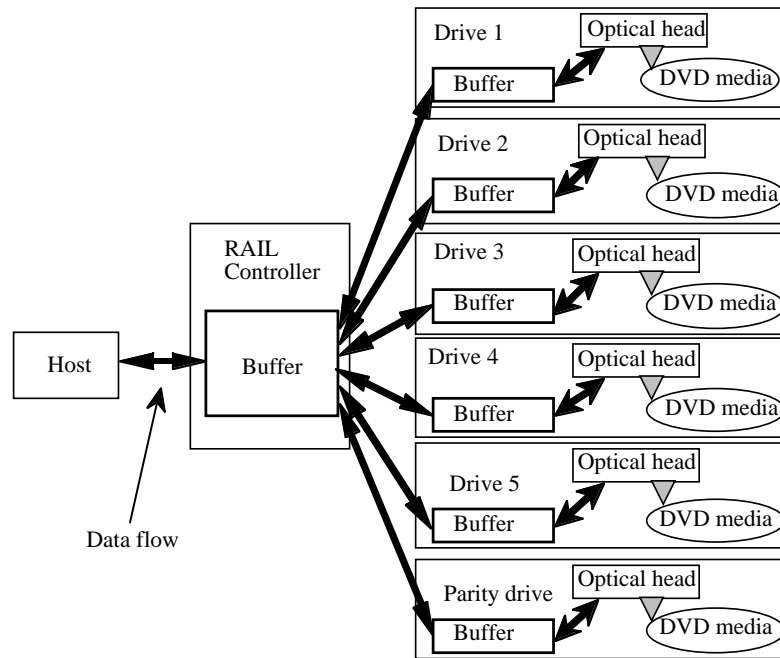 Drive 1
Optical head
Buffer
DVD media
Drive 2
Optical head
Buffer
DVD media
RAIL
Controller
Drive 3
Optical head
Buffer
DVD media
Host
Buffer
Drive 4
Optical head
Buffer
DVD media
Data flow
Drive 5
Optical head
Buffer
DVD media
Parity drive
Optical head
Buffer
DVD media